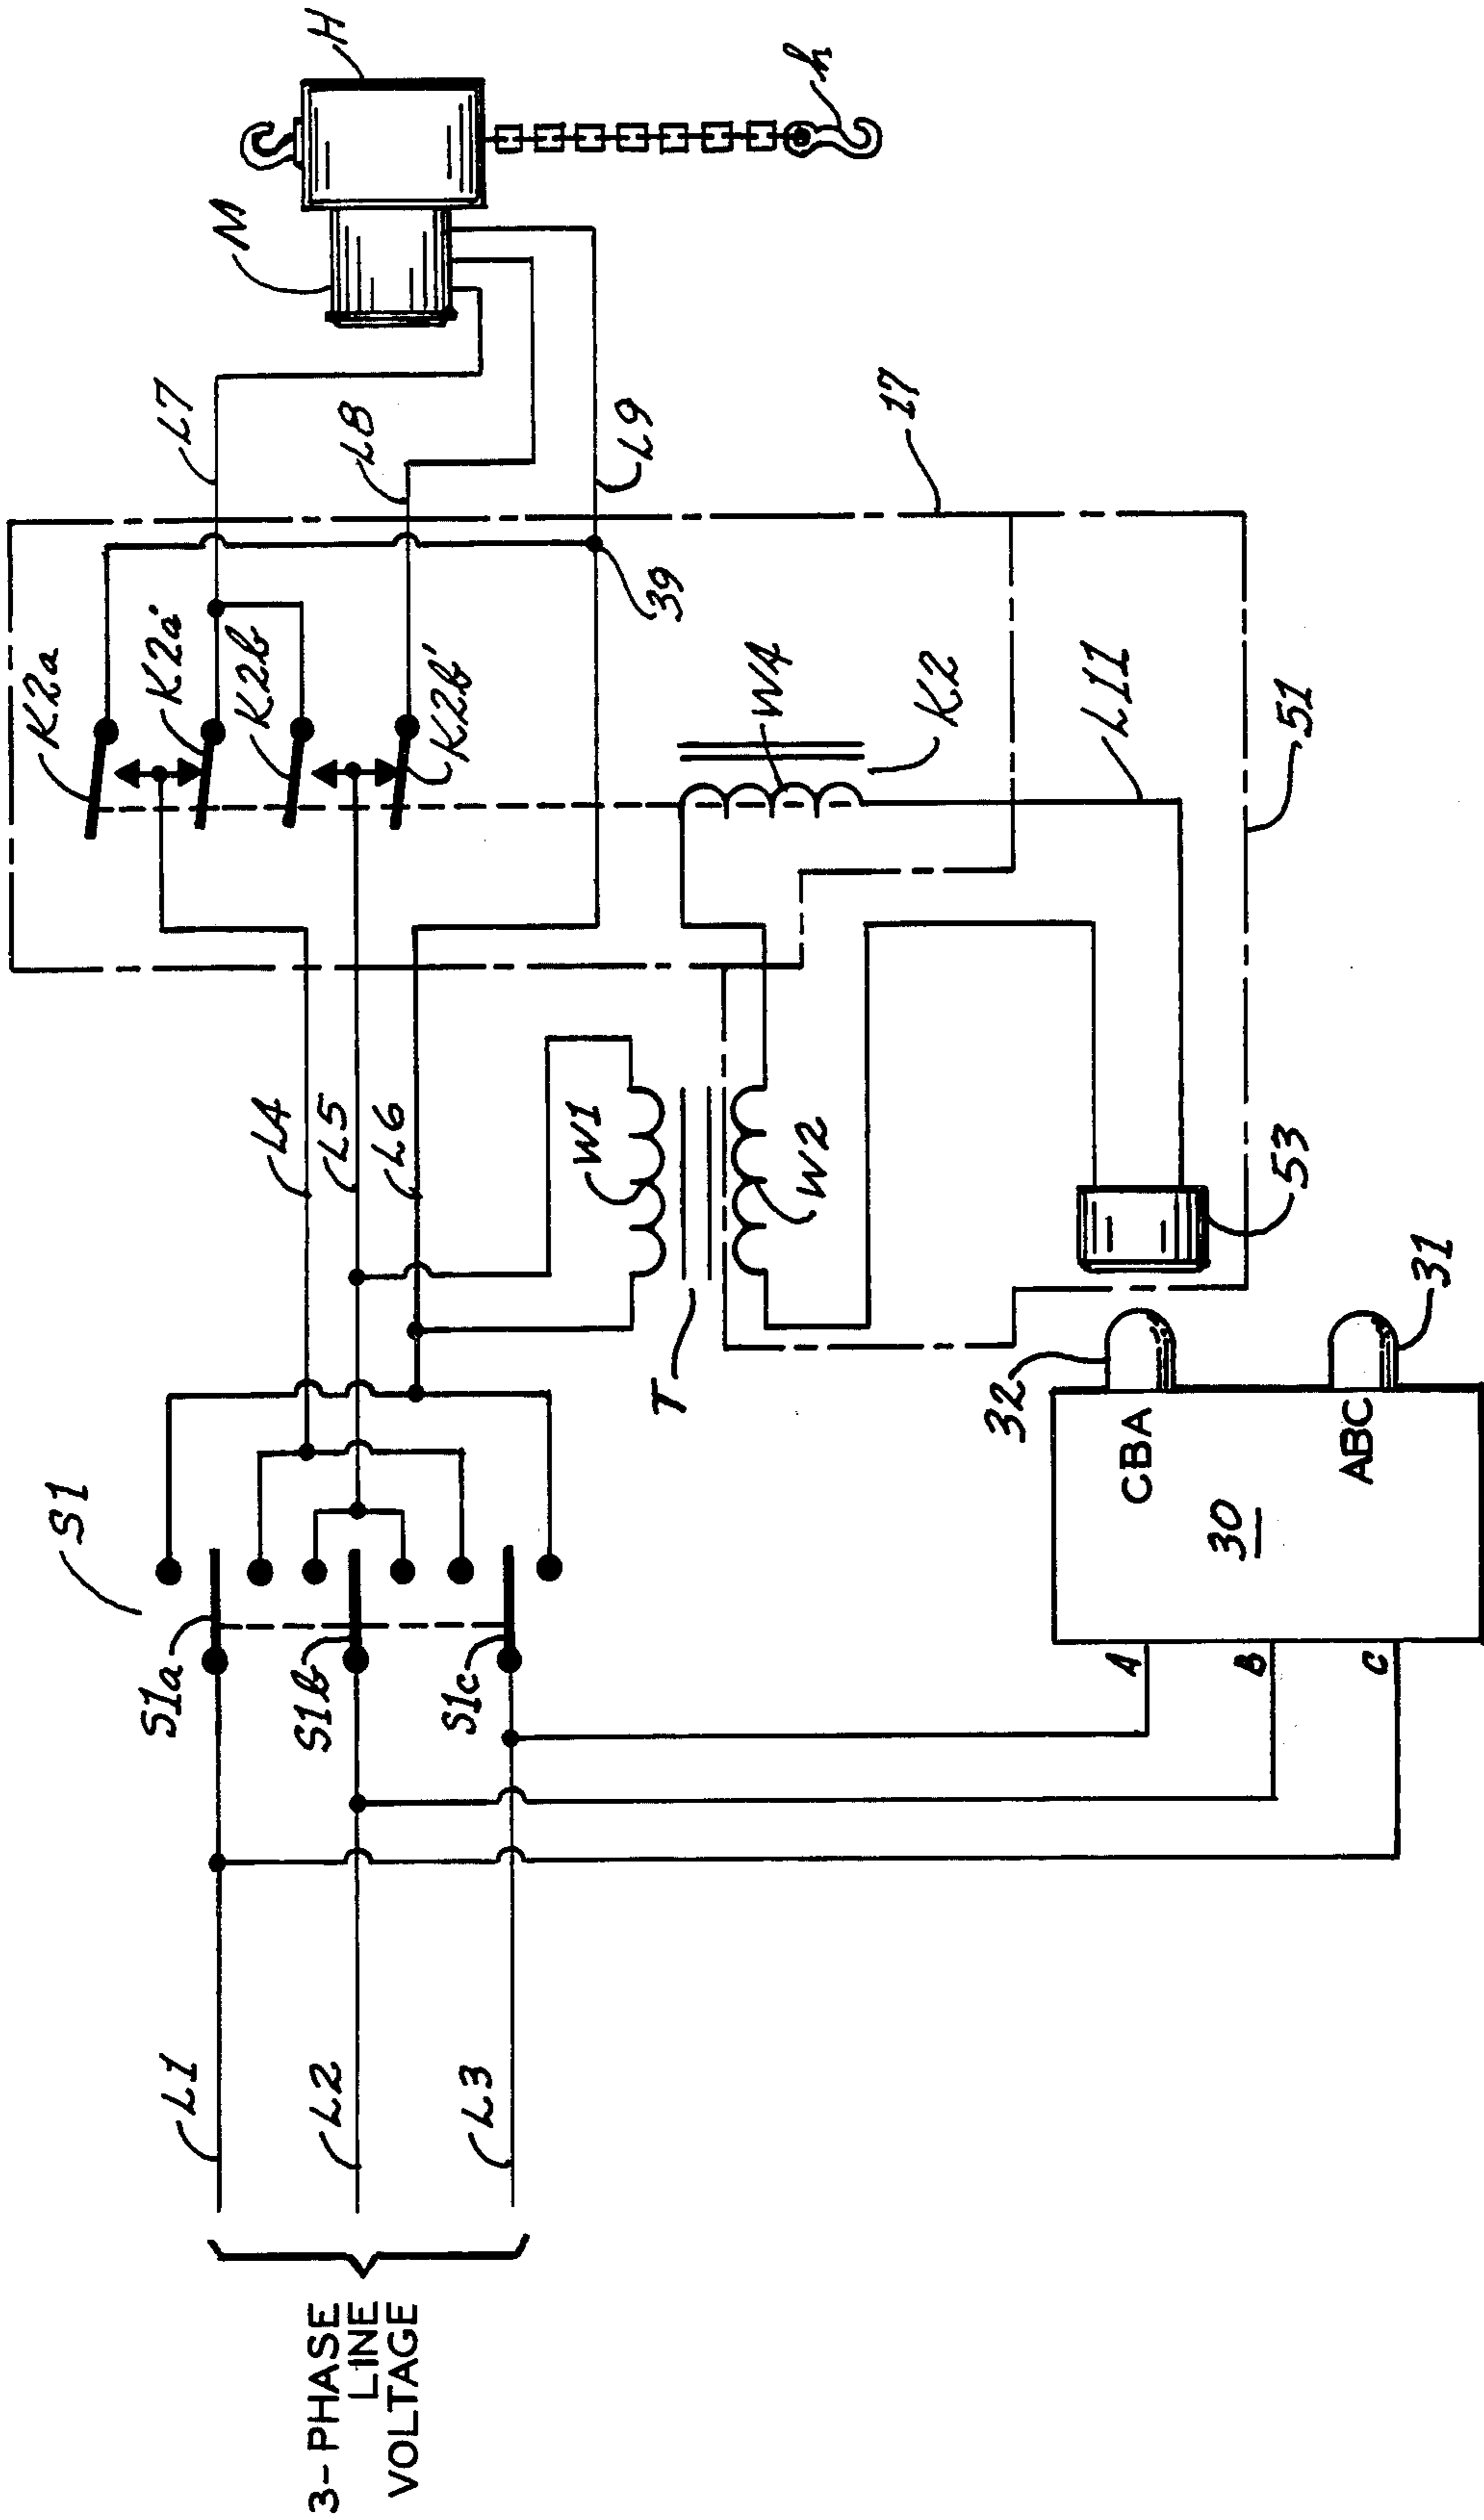 3-PHASE
LINE
VOLTAGE
L1
L2
L3
S1
S1a
S1b
S1c
L4
L5
L6
W1
W2
T
K2a
K2a'
K2b
K2b'
39
W4
K2
K11
17
51
53
L7
L8
L9
M
H
h
A
B
C
30
CBA
ABC
32
31